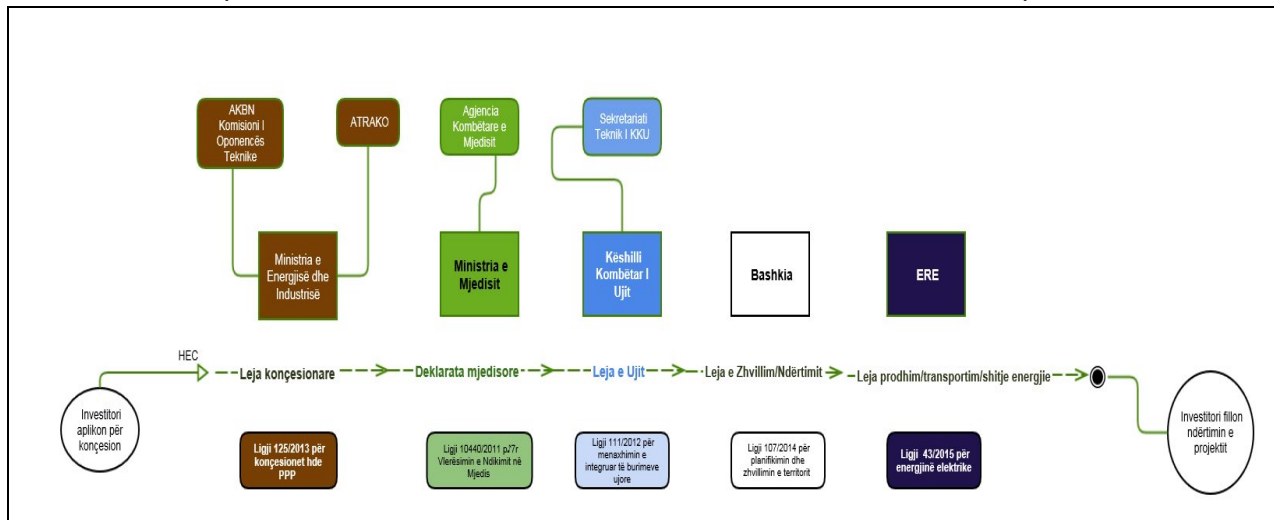 AKBN
Komisioni I
Oponencës
Teknike
ATRAKO
Agjencia
Kombëtare e
Mjedisit
Sekretariati
Teknik I KKU
Ministria e
Energjisë dhe
Industrisë
Ministria e
Mjedisit
Këshilli
Kombëtar I
Ujit
Bashkia
ERE
HEC
Leja konçesionare
Deklarata mjedisore
Leja e Ujit
Leja e Zhvillim/Ndërtimit
Leja prodhim/transportim/shitje energjie
Investitori
aplikon për
konçesion
Investitori fillon
ndërtimin e
projektit
Ligji 125/2013 për
konçesionet hde
PPP
Ligji 10440/2011 p./7r
Vlerësimin e Ndikimit në
Mjedis
Ligji 111/2012 për
menaxhimin e
integruar të burimeve
ujore
Ligji 107/2014 për
planifikimin dhe
zhvillimin e territorit
Ligji 43/2015 për
energjinë elektrike